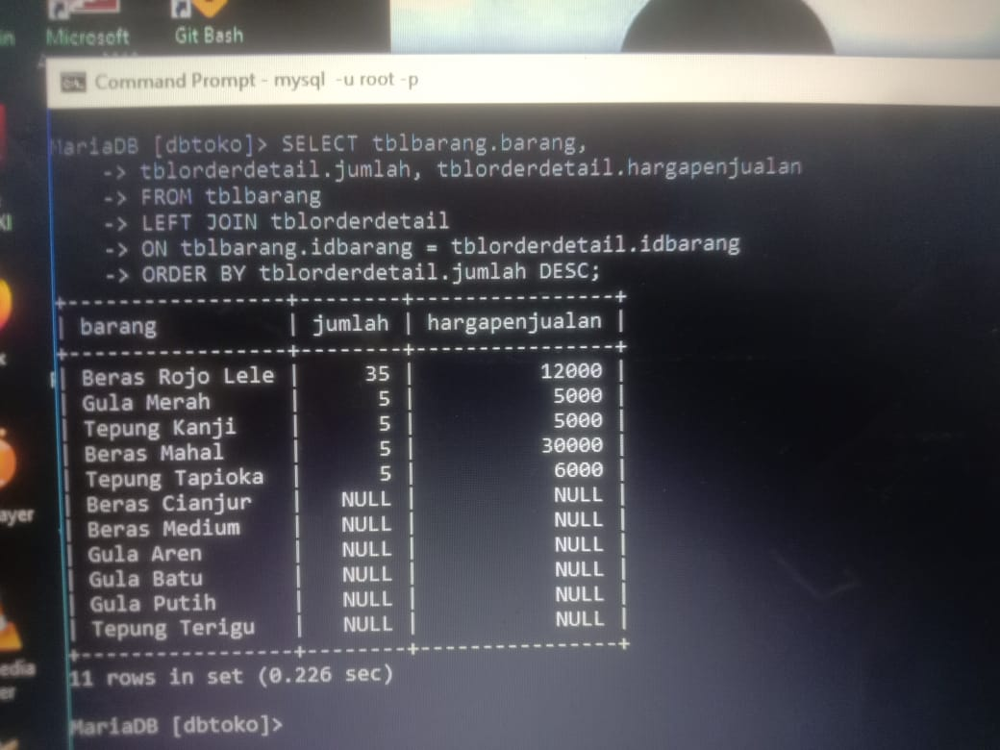 Microsoft
Git Bash
Command Prompt - mysql -u root -p
MariaDB [dbtoko]> SELECT tblbarang.barang,
-> tblorderdetail.jumlah, tblorderdetail.hargapenjualan
-> FROM tblbarang
-> LEFT JOIN tblorderdetail
-> ON tblbarang.idbarang = tblorderdetail.idbarang
-> ORDER BY tblorderdetail.jumlah DESC;
+------------------+--------+----------------+
| barang | jumlah | hargapenjualan |
+------------------+--------+----------------+
| Beras Rojo Lele | 35 | 12000 |
| Gula Merah | 5 | 5000 |
| Tepung Kanji | 5 | 5000 |
| Beras Mahal | 5 | 30000 |
| Tepung Tapioka | 5 | 6000 |
| Beras Cianjur | NULL | NULL |
| Beras Medium | NULL | NULL |
| Gula Aren | NULL | NULL |
| Gula Batu | NULL | NULL |
| Gula Putih | NULL | NULL |
| Tepung Terigu | NULL | NULL |
+------------------+--------+----------------+
11 rows in set (0.226 sec)
MariaDB [dbtoko]>